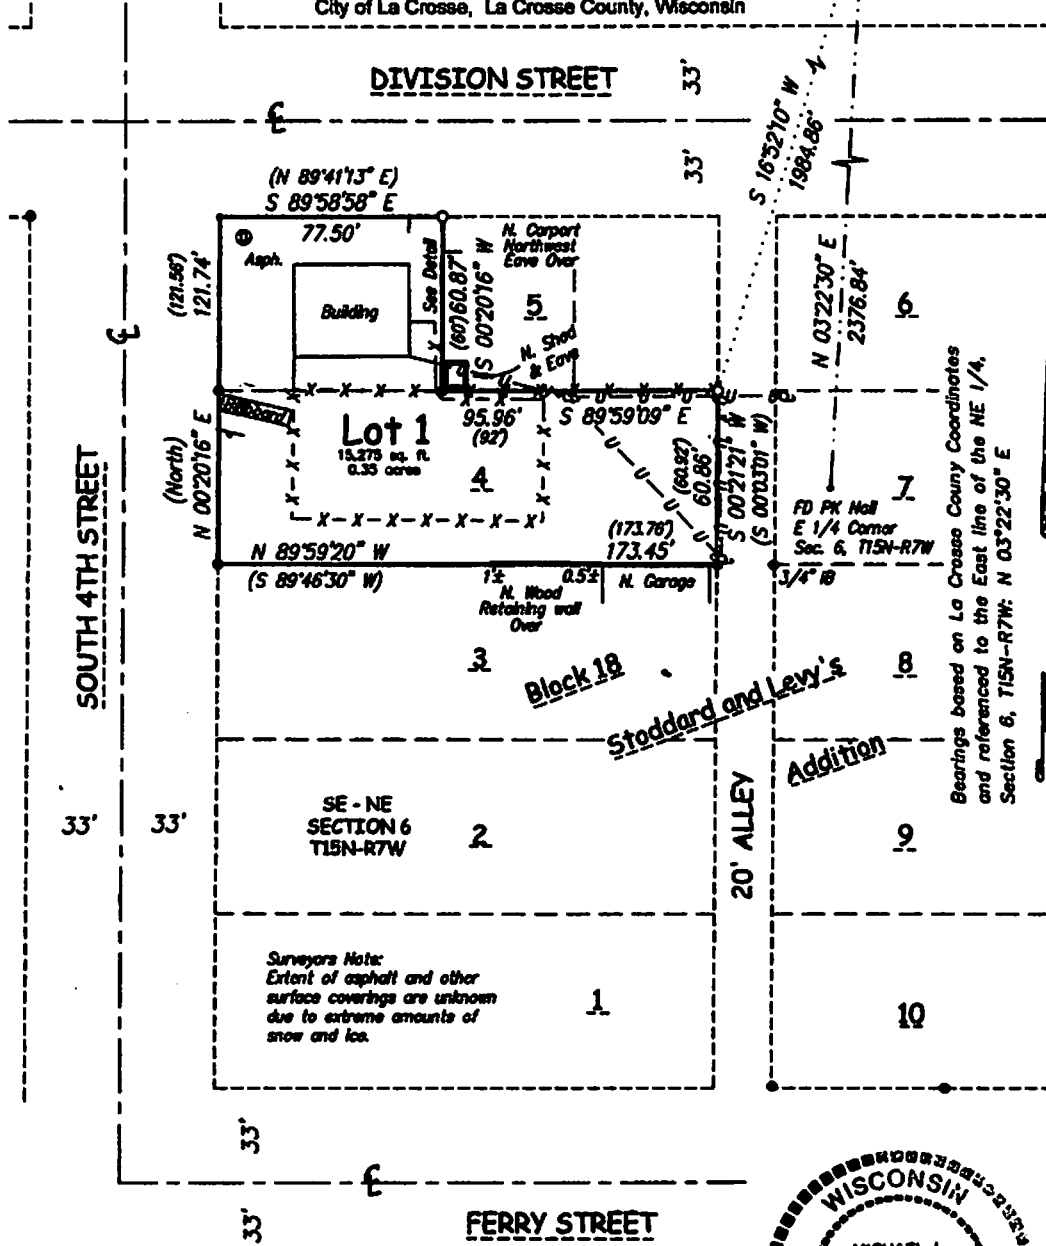 City of La Crosse, La Crosse County, Wisconsin
DIVISION STREET
33'
33'
S 16°52'10" W
1984.86'
N 03°22'30" E
2376.84'
(N 89°41'13" E)
S 89°58'58" E
77.50'
Asph.
(121.56')
121.74'
Building
See Detail
(60')60.87'
(S 00°20'16" W
N. Carport
Northwest
Eave Over
5
6
N. Shed
& Eave
Lot 1
15,275 sq. ft.
0.35 acres
95.96'
(92')
S 89°59'09" E
4
(North)
N 00°20'16" E
(60.92')
60.86'
S 00°21'21" W
(S 00°03'01" W)
7
FD PK Nail
E 1/4 Corner
Sec. 6, T15N-R7W
3/4" IB
N 89°59'20" W
(S 89°46'30" W)
(173.76')
173.45'
1'±
0.5'±
N. Wood
Retaining wall
Over
N. Garage
Bearings based on La Crosse Couny Coordinates
and referenced to the East line of the NE 1/4,
Section 6, T15N-R7W: N 03°22'30" E
SOUTH 4TH STREET
3
Block 18
Stoddard and Levy's
Addition
8
33'
33'
SE - NE
SECTION 6
T15N-R7W
2
20' ALLEY
9
Surveyors Note:
Extent of asphalt and other
surface coverings are unknown
due to extreme amounts of
snow and ice.
1
10
33'
33'
FERRY STREET
WISCONSIN